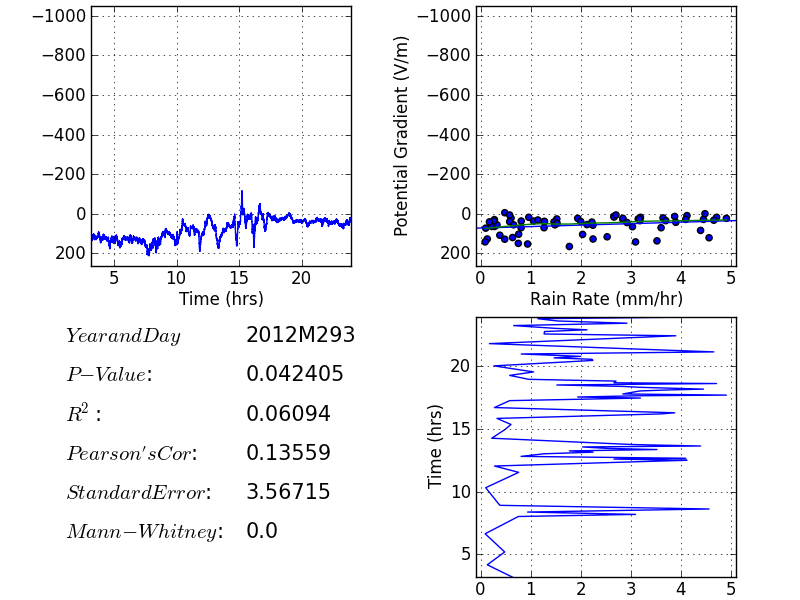 −1000
−800
−600
−400
−200
0
200
5 10 15 20
Time (hrs)
−1000
−800
−600
−400
−200
0
200
Potential Gradient (V/m)
0 1 2 3 4 5
Rain Rate (mm/hr)
YearandDay 2012M293
P−Value: 0.042405
R²: 0.06094
Pearson'sCor: 0.13559
StandardError: 3.56715
Mann−Whitney: 0.0
20
15
10
5
Time (hrs)
0 1 2 3 4 5